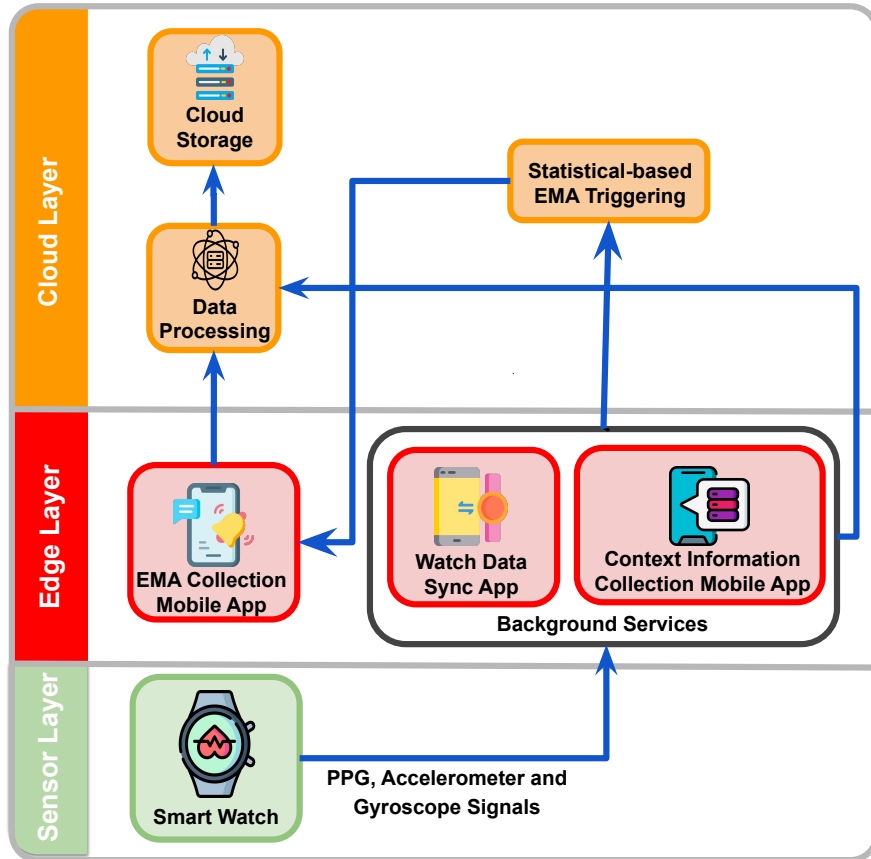 Cloud Layer
Cloud
Storage
Statistical-based
EMA Triggering
Data
Processing
Edge Layer
EMA Collection
Mobile App
Watch Data
Sync App
Context Information
Collection Mobile App
Background Services
Sensor Layer
Smart Watch
PPG, Accelerometer and
Gyroscope Signals